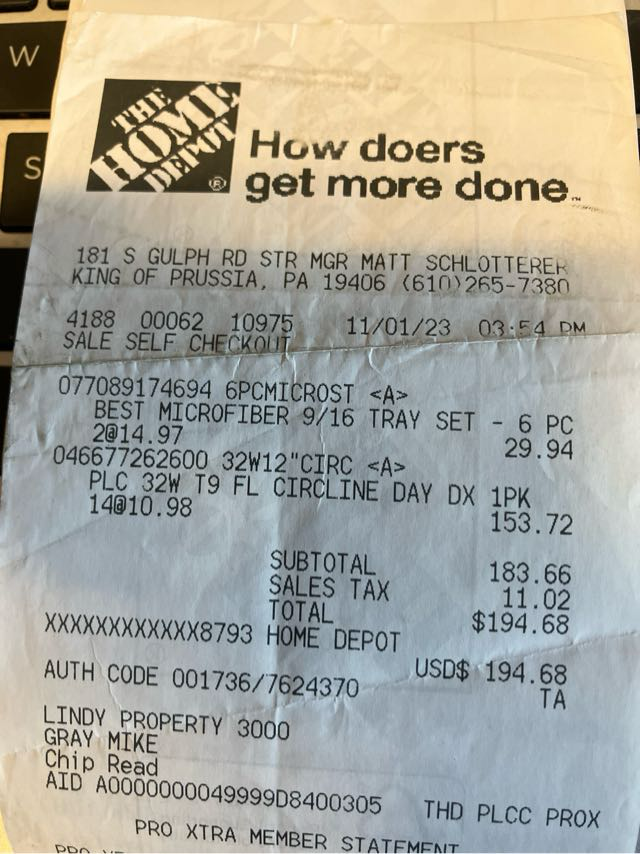 W
S
THE
HOME
DEPOT
®
How doers
get more done™
181 S GULPH RD STR MGR MATT SCHLOTTERER
KING OF PRUSSIA, PA 19406 (610)265-7380
4188 00062 10975 11/01/23 03:54 PM
SALE SELF CHECKOUT
077089174694 6PCMICROST <A>
BEST MICROFIBER 9/16 TRAY SET - 6 PC
2@14.97 29.94
046677262600 32W12"CIRC <A>
PLC 32W T9 FL CIRCLINE DAY DX 1PK
14@10.98 153.72
SUBTOTAL 183.66
SALES TAX 11.02
TOTAL $194.68
XXXXXXXXXXXX8793 HOME DEPOT
USD$ 194.68
AUTH CODE 001736/7624370 TA
LINDY PROPERTY 3000
GRAY MIKE
Chip Read
AID A0000000049999D8400305 THD PLCC PROX
PRO XTRA MEMBER STATEMENT